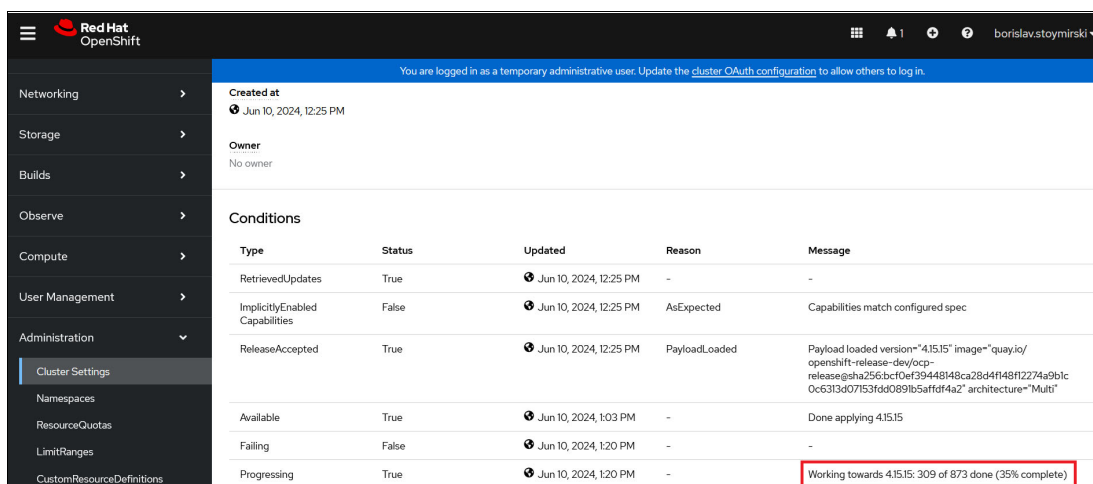 Red Hat
OpenShift
1
borislav.stoymirski
You are logged in as a temporary administrative user. Update the cluster OAuth configuration to allow others to log in.
Networking
Storage
Builds
Observe
Compute
User Management
Administration
Cluster Settings
Namespaces
ResourceQuotas
LimitRanges
CustomResourceDefinitions
Created at
Jun 10, 2024, 12:25 PM
Owner
No owner
Conditions
Type Status Updated Reason Message
RetrievedUpdates True Jun 10, 2024, 12:25 PM - -
ImplicitlyEnabled False Jun 10, 2024, 12:25 PM AsExpected Capabilities match configured spec
Capabilities
ReleaseAccepted True Jun 10, 2024, 12:25 PM PayloadLoaded Payload loaded version="4.15.15" image="quay.io/
openshift-release-dev/ocp-
release@sha256:bcf0ef39448148ca28d4f148f12274a9b1c
0c6313d07153fdd0891b5affdf4a2" architecture="Multi"
Available True Jun 10, 2024, 1:03 PM - Done applying 4.15.15
Failing False Jun 10, 2024, 1:20 PM - -
Progressing True Jun 10, 2024, 1:20 PM - Working towards 4.15.15: 309 of 873 done (35% complete)